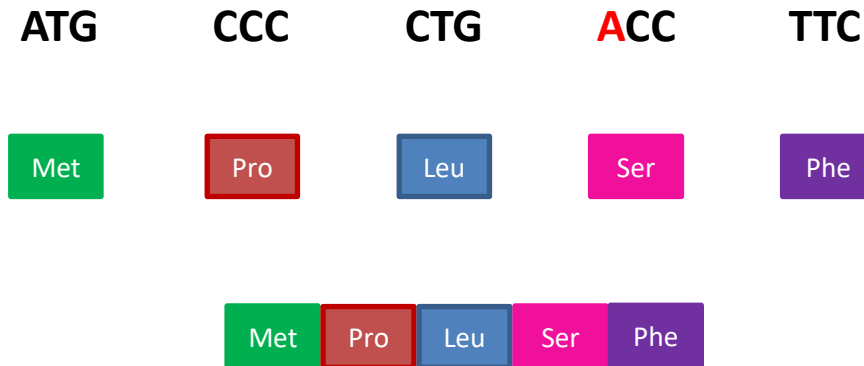 ATG CCC CTG ACC TTC
Met Pro Leu Ser Phe
Met Pro Leu Ser Phe